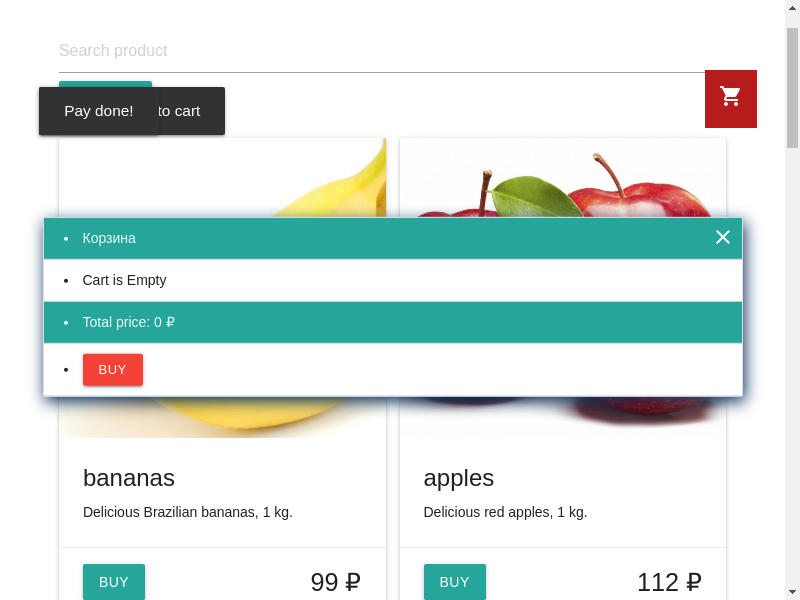 Search product
Pay done!
to cart
Корзина
Cart is Empty
Total price: 0 ₽
BUY
bananas
apples
Delicious Brazilian bananas, 1 kg.
Delicious red apples, 1 kg.
BUY
99 ₽
BUY
112 ₽